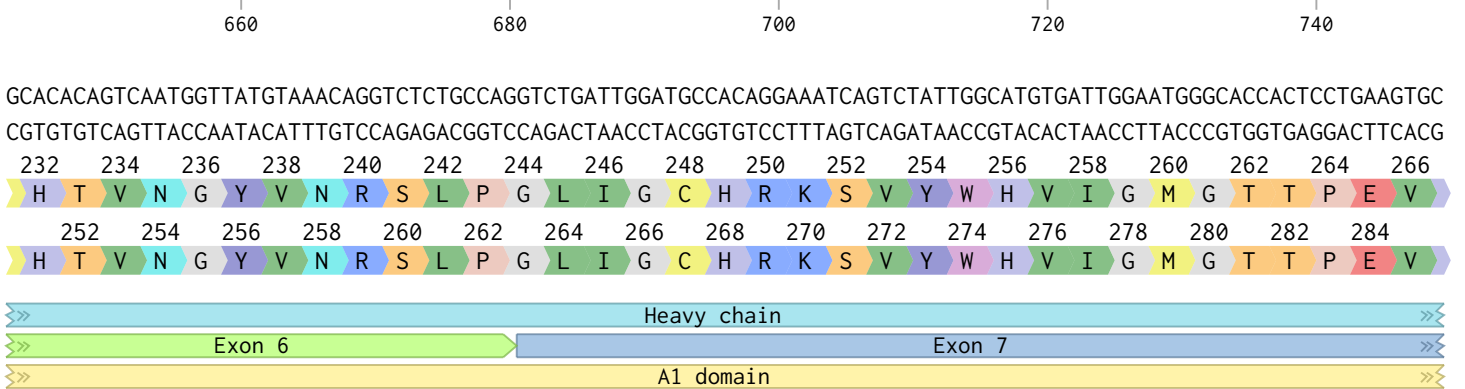 660 680 700 720 740
GCACACAGTCAATGGTTATGTAAACAGGTCTCTGCCAGGTCTGATTGGATGCCACAGGAAATCAGTCTATTGGCATGTGATTGGAATGGGCACCACTCCTGAAGTGC
CGTGTGTCAGTTACCAATACATTTGTCCAGAGACGGTCCAGACTAACCTACGGTGTCCTTTAGTCAGATAACCGTACACTAACCTTACCCGTGGTGAGGACTTCACG
232 234 236 238 240 242 244 246 248 250 252 254 256 258 260 262 264 266
H T V N G Y V N R S L P G L I G C H R K S V Y W H V I G M G T T P E V
252 254 256 258 260 262 264 266 268 270 272 274 276 278 280 282 284
H T V N G Y V N R S L P G L I G C H R K S V Y W H V I G M G T T P E V
Heavy chain
Exon 6 Exon 7
A1 domain